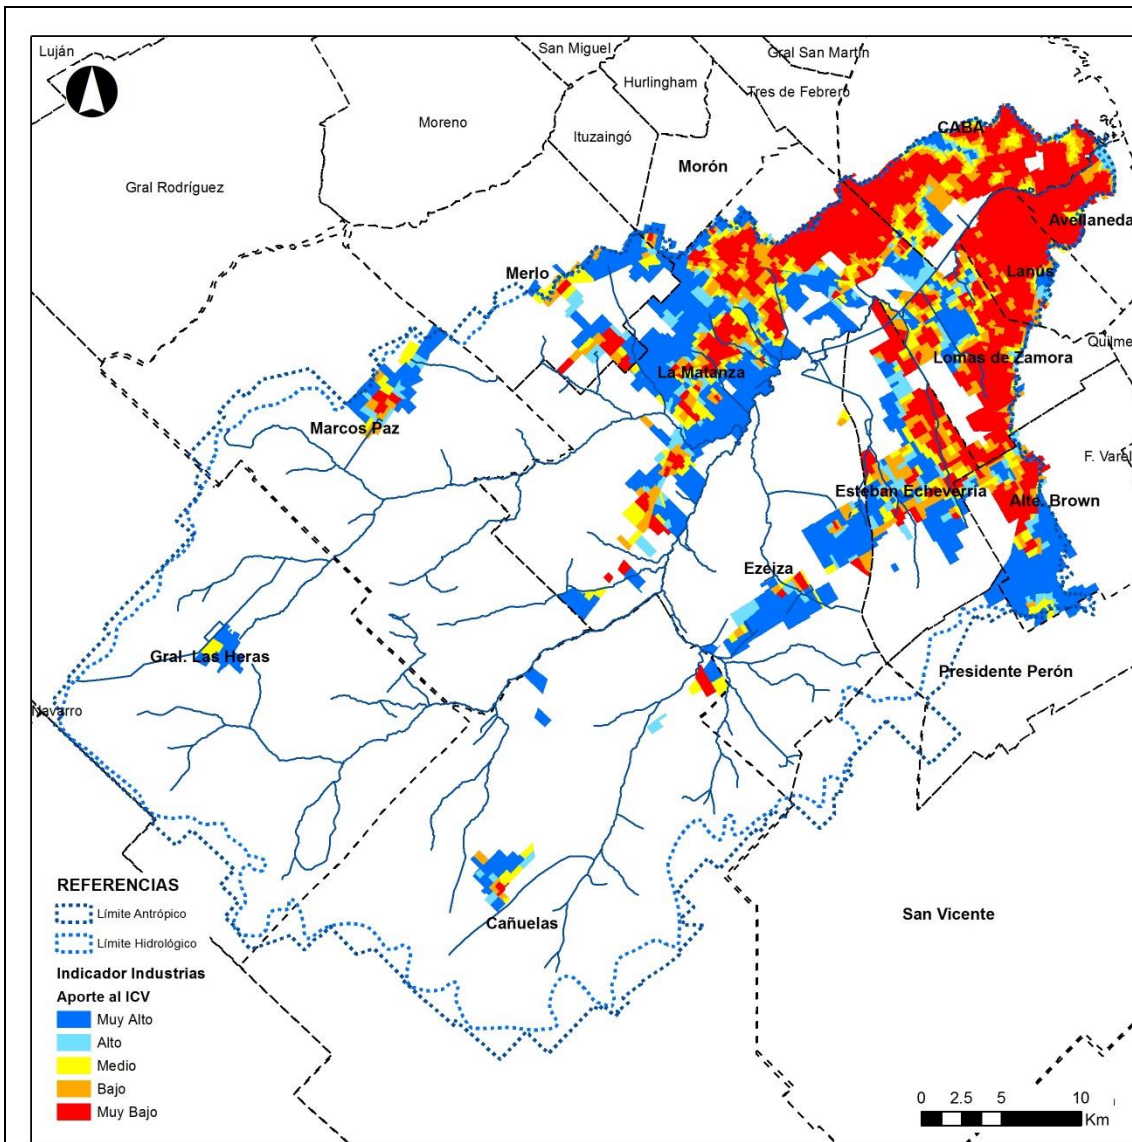 Luján
San Miguel
Gral San Martín
Hurlingham
Tres de Febrero
Moreno
Ituzaingó
CABA
Morón
Gral Rodríguez
Avellaneda
Merlo
Lanús
Quilme
Lomas de Zamora
La Matanza
Marcos Paz
F. Varel
Esteban Echeverría
Alte. Brown
Ezeiza
Gral. Las Heras
Presidente Perón
Navarro
REFERENCIAS
Límite Antrópico
Límite Hidrológico
San Vicente
Cañuelas
Indicador Industrias
Aporte al ICV
Muy Alto
Alto
Medio
Bajo
Muy Bajo
0 2.5 5 10
Km